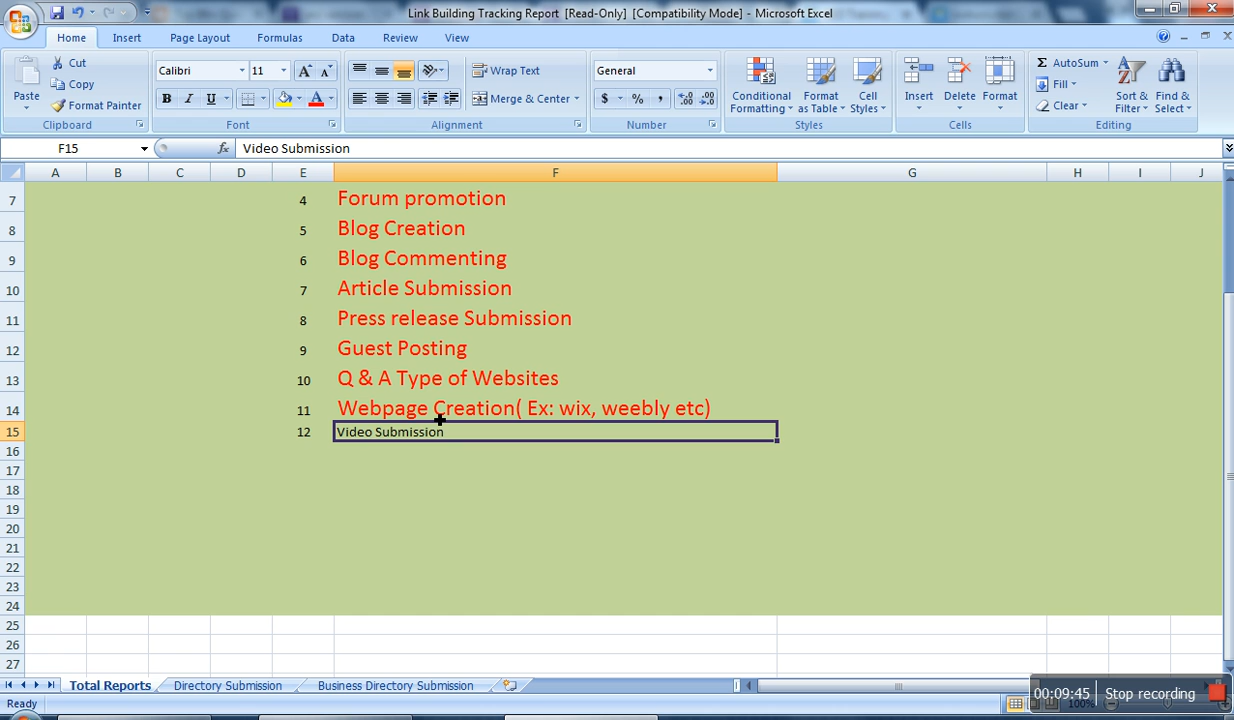 Link Building Tracking Report [Read-Only] [Compatibility Mode] - Microsoft Excel
Home Insert Page Layout Formulas Data Review View
Paste Cut Copy Format Painter Clipboard
Calibri 11 B I U A A A Font
Wrap Text Merge & Center Alignment
General $ % , .0 .00 .00 .0 Number
Conditional Formatting Format as Table Cell Styles Styles
Insert Delete Format Cells
Σ AutoSum Fill Clear Sort & Filter Find & Select Editing
F15 fx Video Submission
A B C D E F G H I J
7 4 Forum promotion
8 5 Blog Creation
9 6 Blog Commenting
10 7 Article Submission
11 8 Press release Submission
12 9 Guest Posting
13 10 Q & A Type of Websites
14 11 Webpage Creation( Ex: wix, weebly etc)
15 12 Video Submission
16
17
18
19
20
21
22
23
24
25
26
27
Total Reports Directory Submission Business Directory Submission
00:09:45 Stop recording
Ready 100%